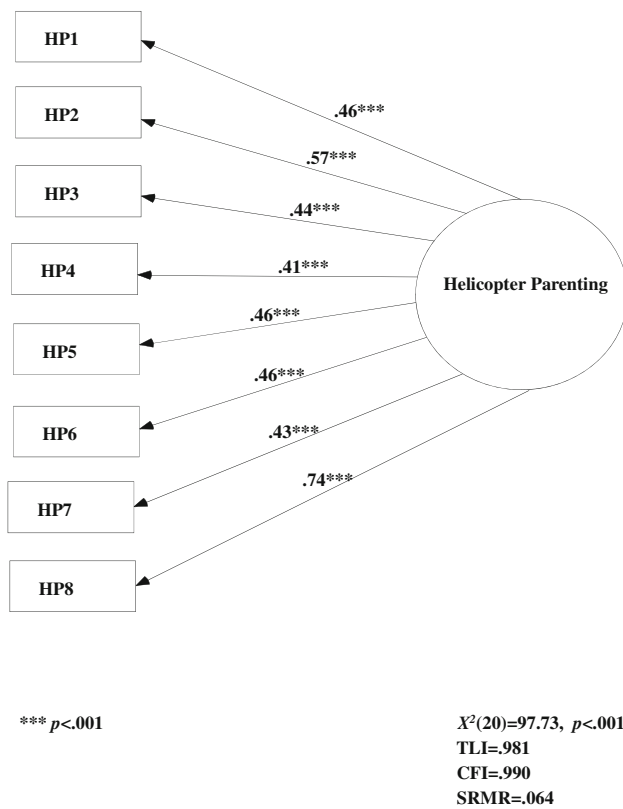 HP1
.46***
HP2
.57***
HP3
.44***
HP4
.41***
Helicopter Parenting
HP5
.46***
HP6
.46***
HP7
.43***
HP8
.74***
*** p<.001
X²(20)=97.73, p<.001
TLI=.981
CFI=.990
SRMR=.064